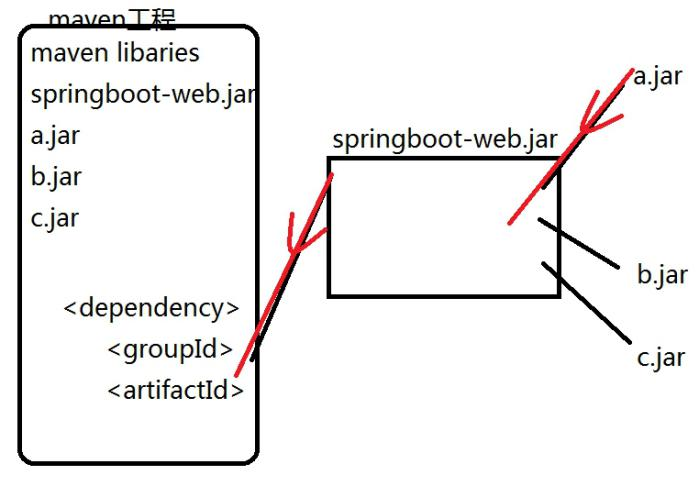 maven工程
maven libaries
springboot-web.jar
a.jar
b.jar
c.jar
<dependency>
<groupId>
<artifactId>
springboot-web.jar
a.jar
b.jar
c.jar